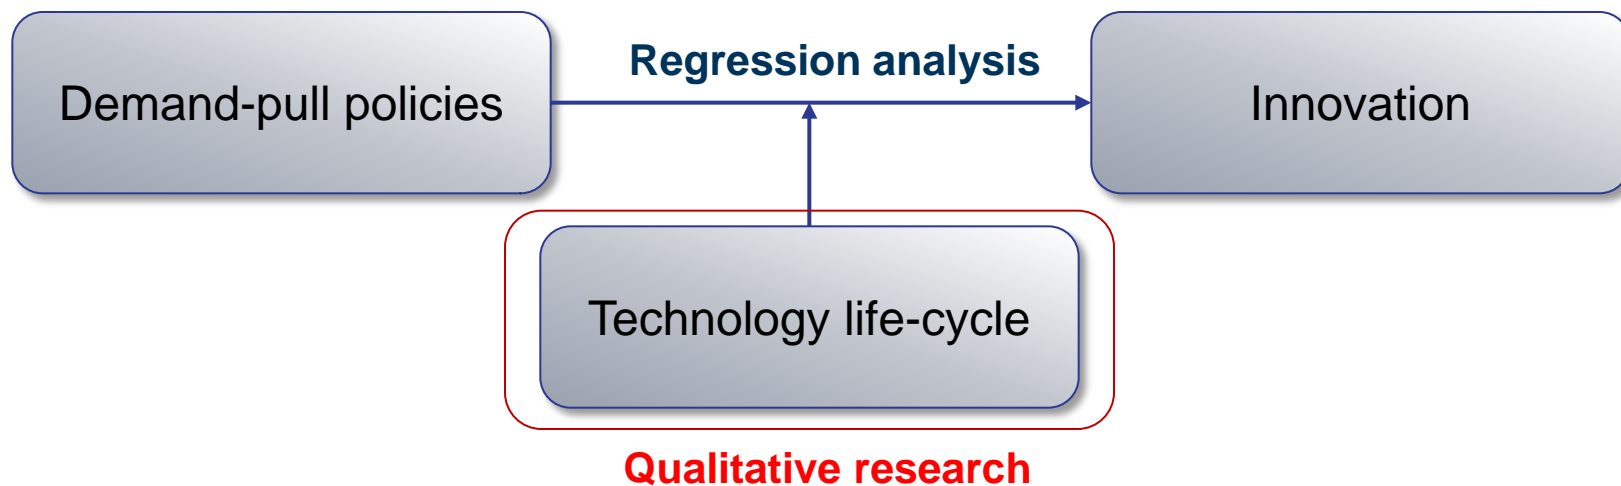 Demand-pull policies
Regression analysis
Innovation
Technology life-cycle
Qualitative research